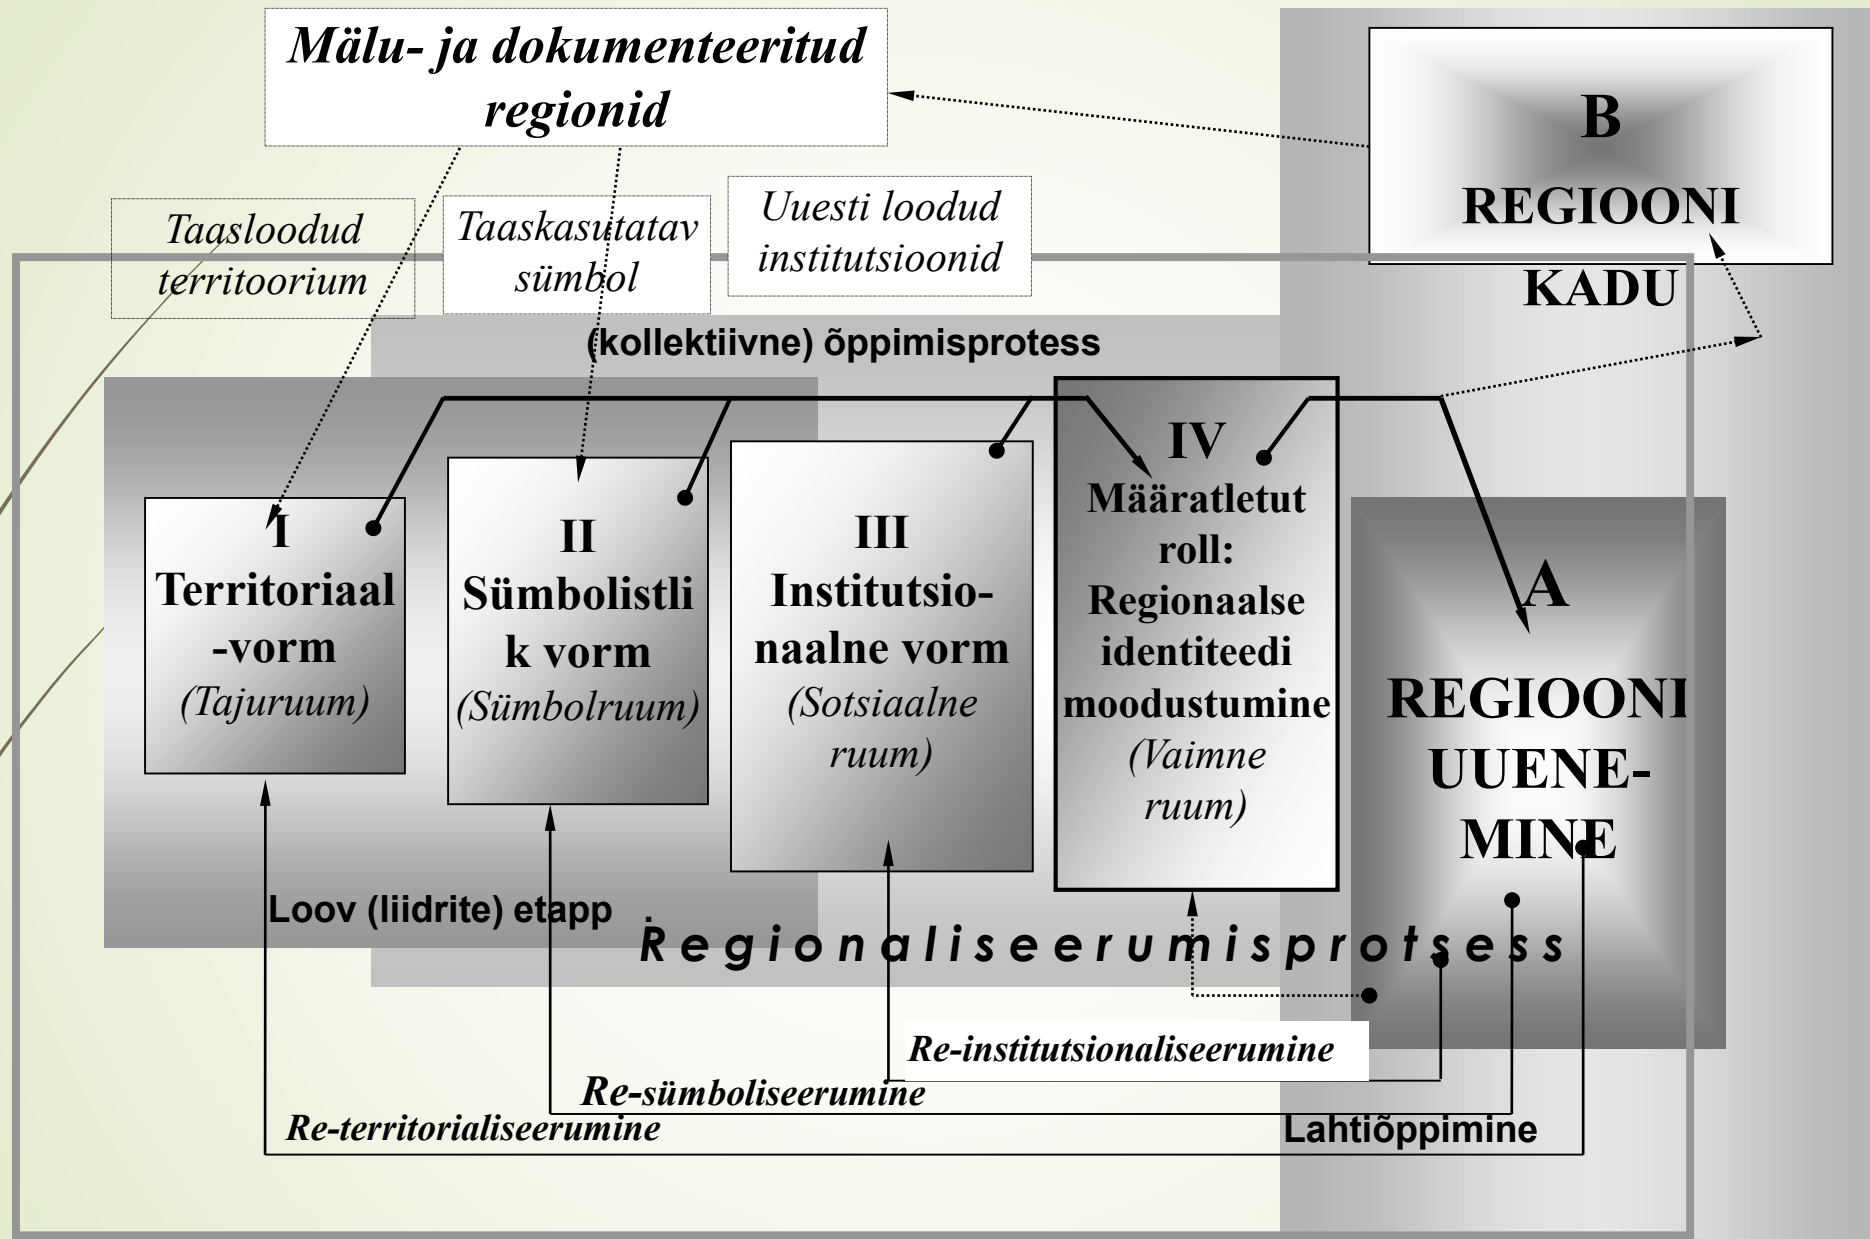 Mälu- ja dokumenteeritud
regionid
B
REGIOONI
KADU
Taasloodud
territoorium
Taaskasutatav
sümbol
Uuesti loodud
institutsioonid
(kollektiivne) õppimisprotess
I
Territoriaal
-vorm
(Tajuruum)
II
Sümbolistli
k vorm
(Sümbolruum)
III
Institutsio-
naalne vorm
(Sotsiaalne
ruum)
IV
Määratletut
roll:
Regionaalse
identiteedi
moodustumine
(Vaimne
ruum)
A
REGIOONI
UUENE-
MINE
Loov (liidrite) etapp .
Regionaliseerumisprotsess
Re-institutsionaliseerumine
Re-sümboliseerumine
Re-territorialiseerumine
Lahtiõppimine